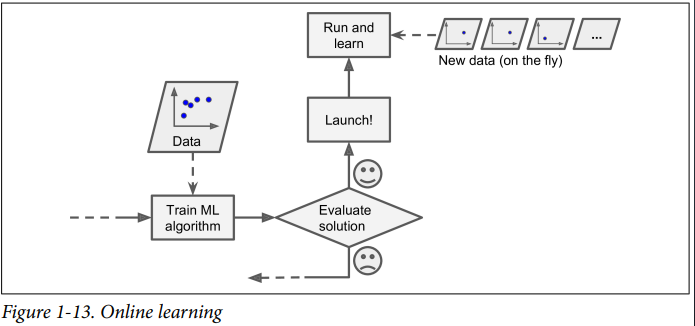 Run and
learn
...
New data (on the fly)
Launch!
Data
Train ML
algorithm
Evaluate
solution
Figure 1-13. Online learning